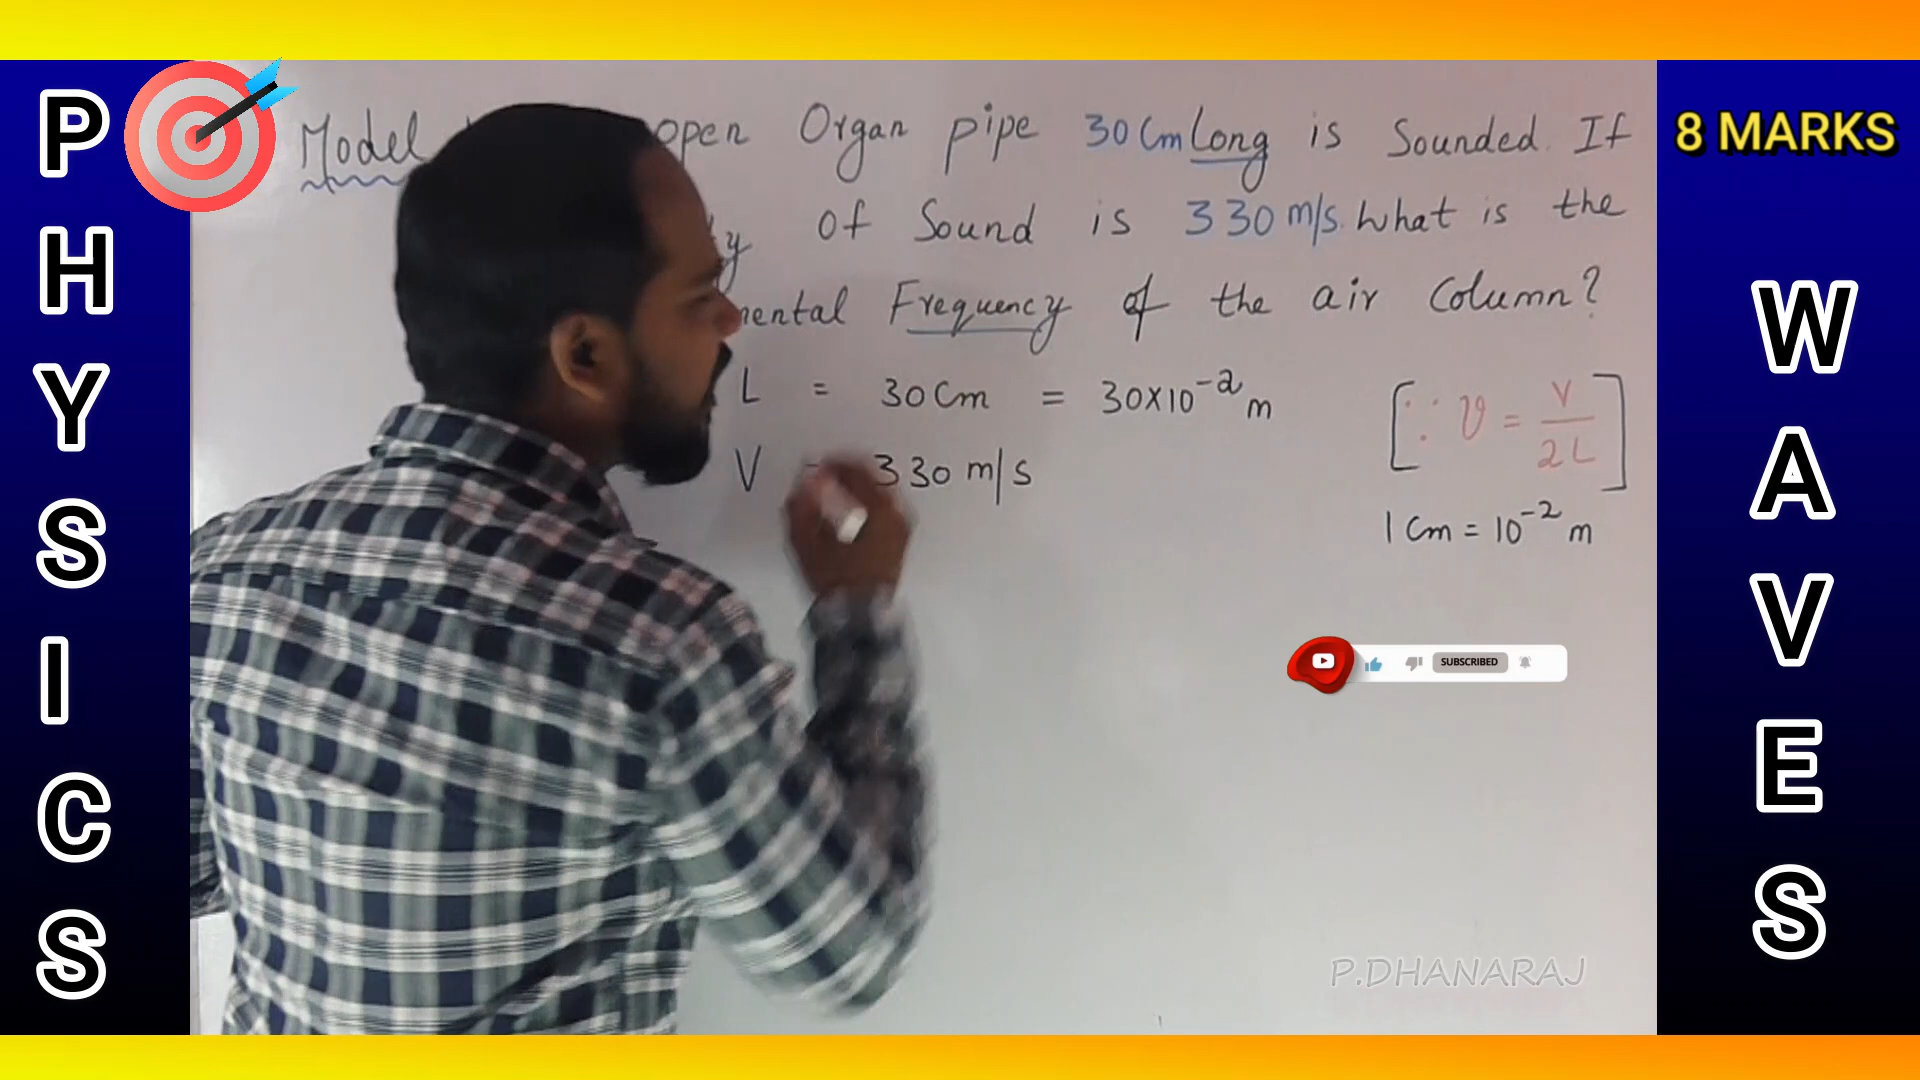 PHYSICS
8 MARKS
WAVES
Model open Organ pipe 30 Cm Long is Sounded. If
of Sound is 330 m/s. What is the
Frequency of the air Column?
L = 30 Cm = 30×10⁻² m
V = 330 m/s
[∵ ϑ = V/2L]
1 Cm = 10⁻² m
SUBSCRIBED
P.DHANARAJ